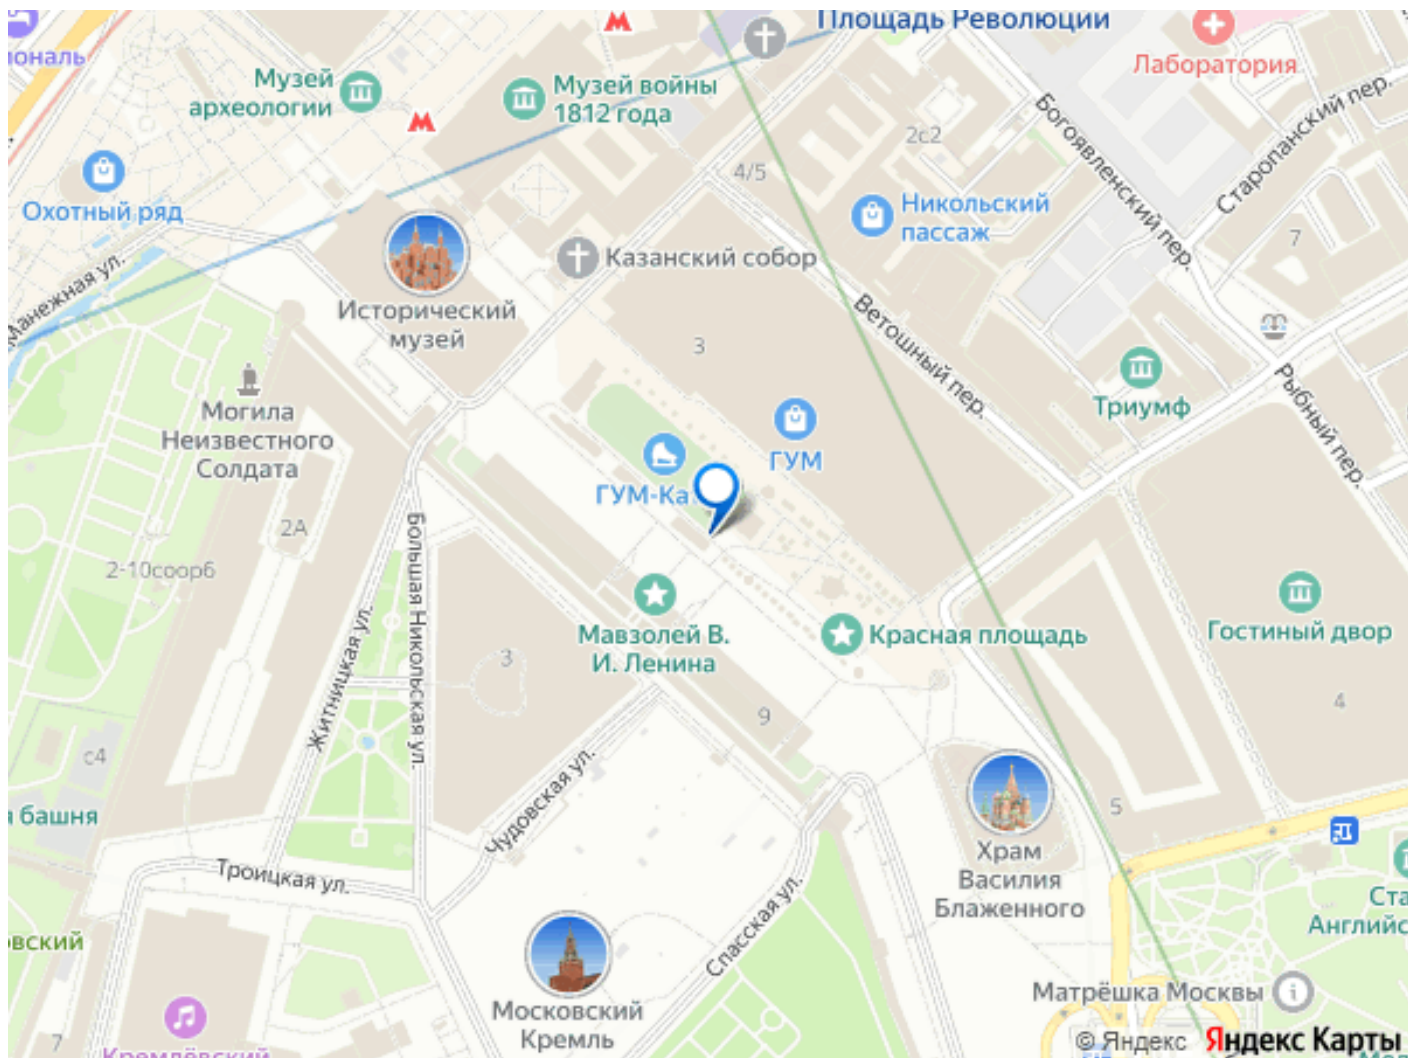 Площадь Революции
Лаборатория
Музей
археологии
Музей войны
1812 года
Старопанский пер.
Богоявленский пер.
2с2
4/5
Охотный ряд
Никольский
пассаж
7
Манежная ул.
Казанский собор
Исторический
музей
3
Ветошный пер.
Рыбный пер.
Триумф
Могила
Неизвестного
Солдата
ГУМ
2А
2-10соор6
Большая Никольская ул.
Житницкая ул.
Мавзолей В.
И. Ленина
Красная площадь
Гостиный двор
3
9
4
с4
5
башня
Чудовская ул.
Троицкая ул.
Спасская ул.
Храм
Василия
Блаженного
Московский
Кремль
Матрёшка Москвы
7
Кремлёвский
© Яндекс Яндекс Карты